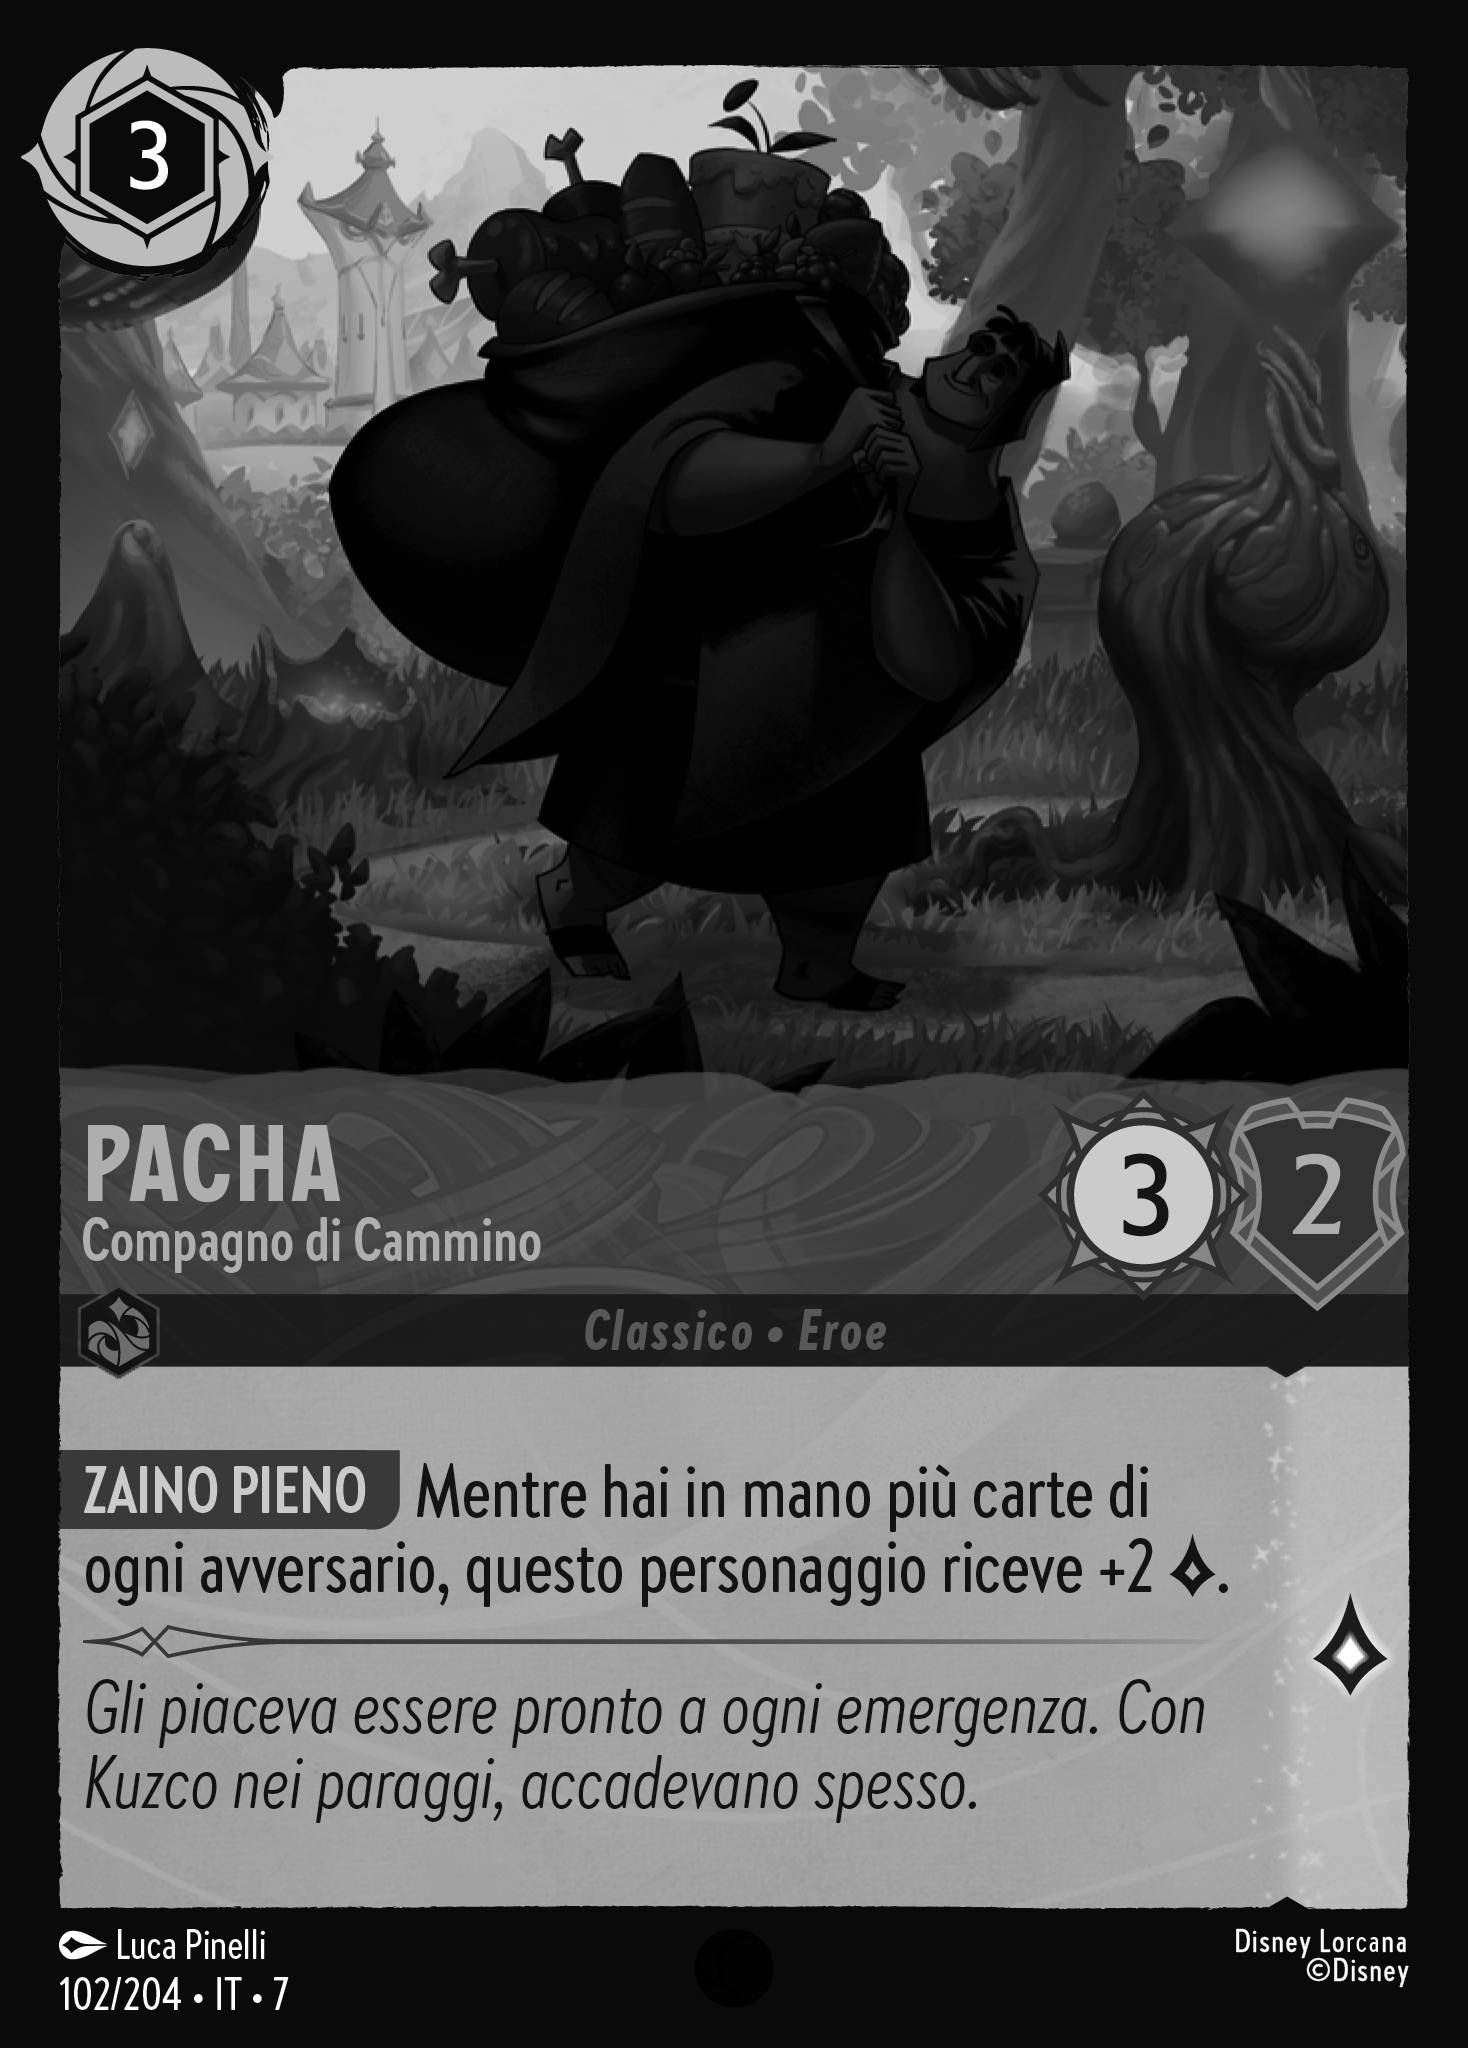 3
PACHA
Compagno di Cammino
3
2
Classico • Eroe
ZAINO PIENO Mentre hai in mano più carte di
ogni avversario, questo personaggio riceve +2 .
Gli piaceva essere pronto a ogni emergenza. Con
Kuzco nei paraggi, accadevano spesso.
Luca Pinelli
102/204 • IT • 7
Disney Lorcana
©Disney